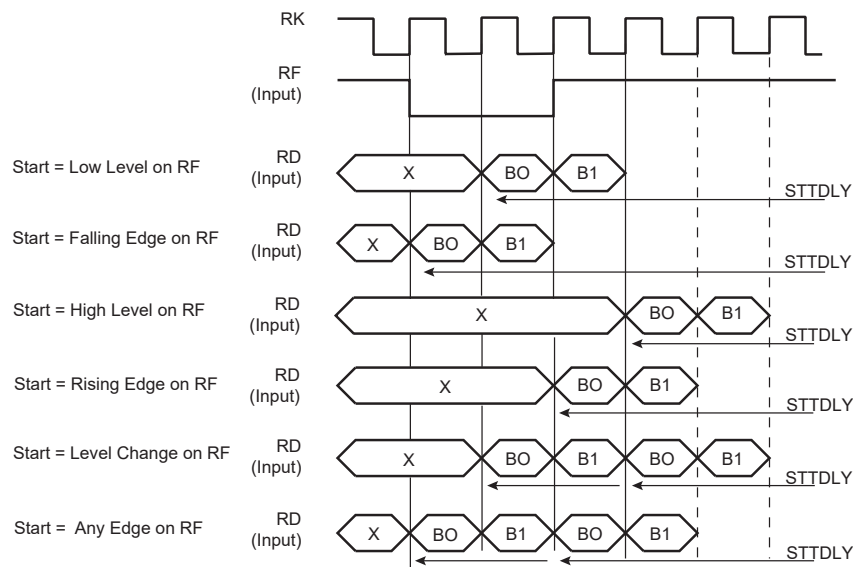 RK
RF
(Input)
Start = Low Level on RF
RD
(Input)
X
BO
B1
STTDLY
Start = Falling Edge on RF
RD
(Input)
X
BO
B1
STTDLY
Start = High Level on RF
RD
(Input)
X
BO
B1
STTDLY
Start = Rising Edge on RF
RD
(Input)
X
BO
B1
STTDLY
Start = Level Change on RF
RD
(Input)
X
BO
B1
BO
B1
STTDLY
Start = Any Edge on RF
RD
(Input)
X
BO
B1
BO
B1
STTDLY